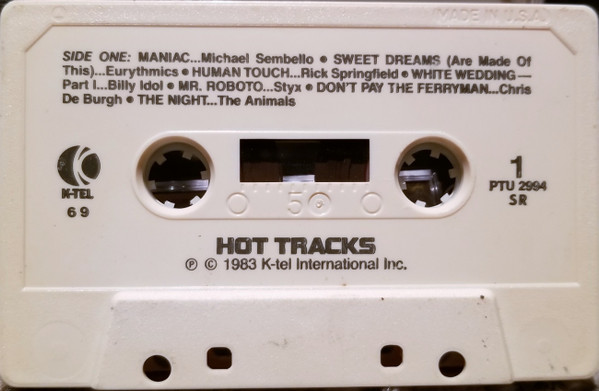 MADE IN U.S.A.
SIDE ONE: MANIAC...Michael Sembello • SWEET DREAMS (Are Made Of
This)...Eurythmics • HUMAN TOUCH...Rick Springfield • WHITE WEDDING—
Part I...Billy Idol • MR. ROBOTO...Styx • DON'T PAY THE FERRYMAN...Chris
De Burgh • THE NIGHT...The Animals
K-TEL
69
50
1
PTU 2994
SR
HOT TRACKS
℗ © 1983 K-tel International Inc.